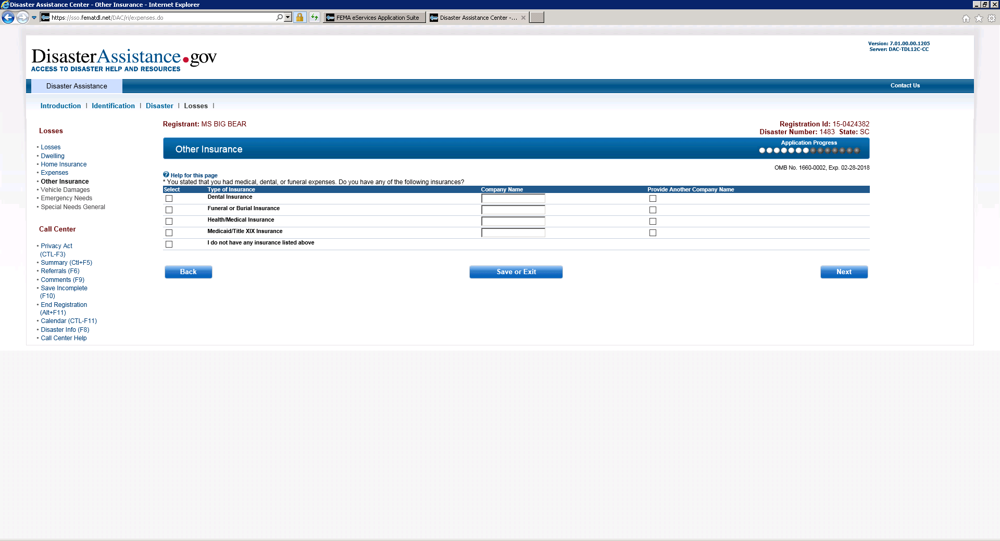 Disaster Assistance Center - Other Insurance - Internet Explorer
https://sso.fematdl.net/DAC/ri/expenses.do
FEMA eServices Application Suite
Disaster Assistance Center -...
Version: 7.01.00.00.1205
Server: DAC-TDL12C-CC
DisasterAssistance.gov
ACCESS TO DISASTER HELP AND RESOURCES
Disaster Assistance
Contact Us
Introduction | Identification | Disaster | Losses |
Losses
• Losses
• Dwelling
• Home Insurance
• Expenses
• Other Insurance
• Vehicle Damages
• Emergency Needs
• Special Needs General
Call Center
• Privacy Act
(CTL-F3)
• Summary (Ctl+F5)
• Referrals (F6)
• Comments (F9)
• Save Incomplete
(F10)
• End Registration
(Alt+F11)
• Calendar (CTL-F11)
• Disaster Info (F8)
• Call Center Help
Registrant: MS BIG BEAR
Registration Id: 15-0424382
Disaster Number: 1483 State: SC
Other Insurance
Application Progress
OMB No. 1660-0002, Exp. 02-28-2018
? Help for this page
* You stated that you had medical, dental, or funeral expenses. Do you have any of the following insurances?
Select Type of Insurance Company Name Provide Another Company Name
Dental Insurance
Funeral or Burial Insurance
Health/Medical Insurance
Medicaid/Title XIX Insurance
I do not have any insurance listed above
Back Save or Exit Next